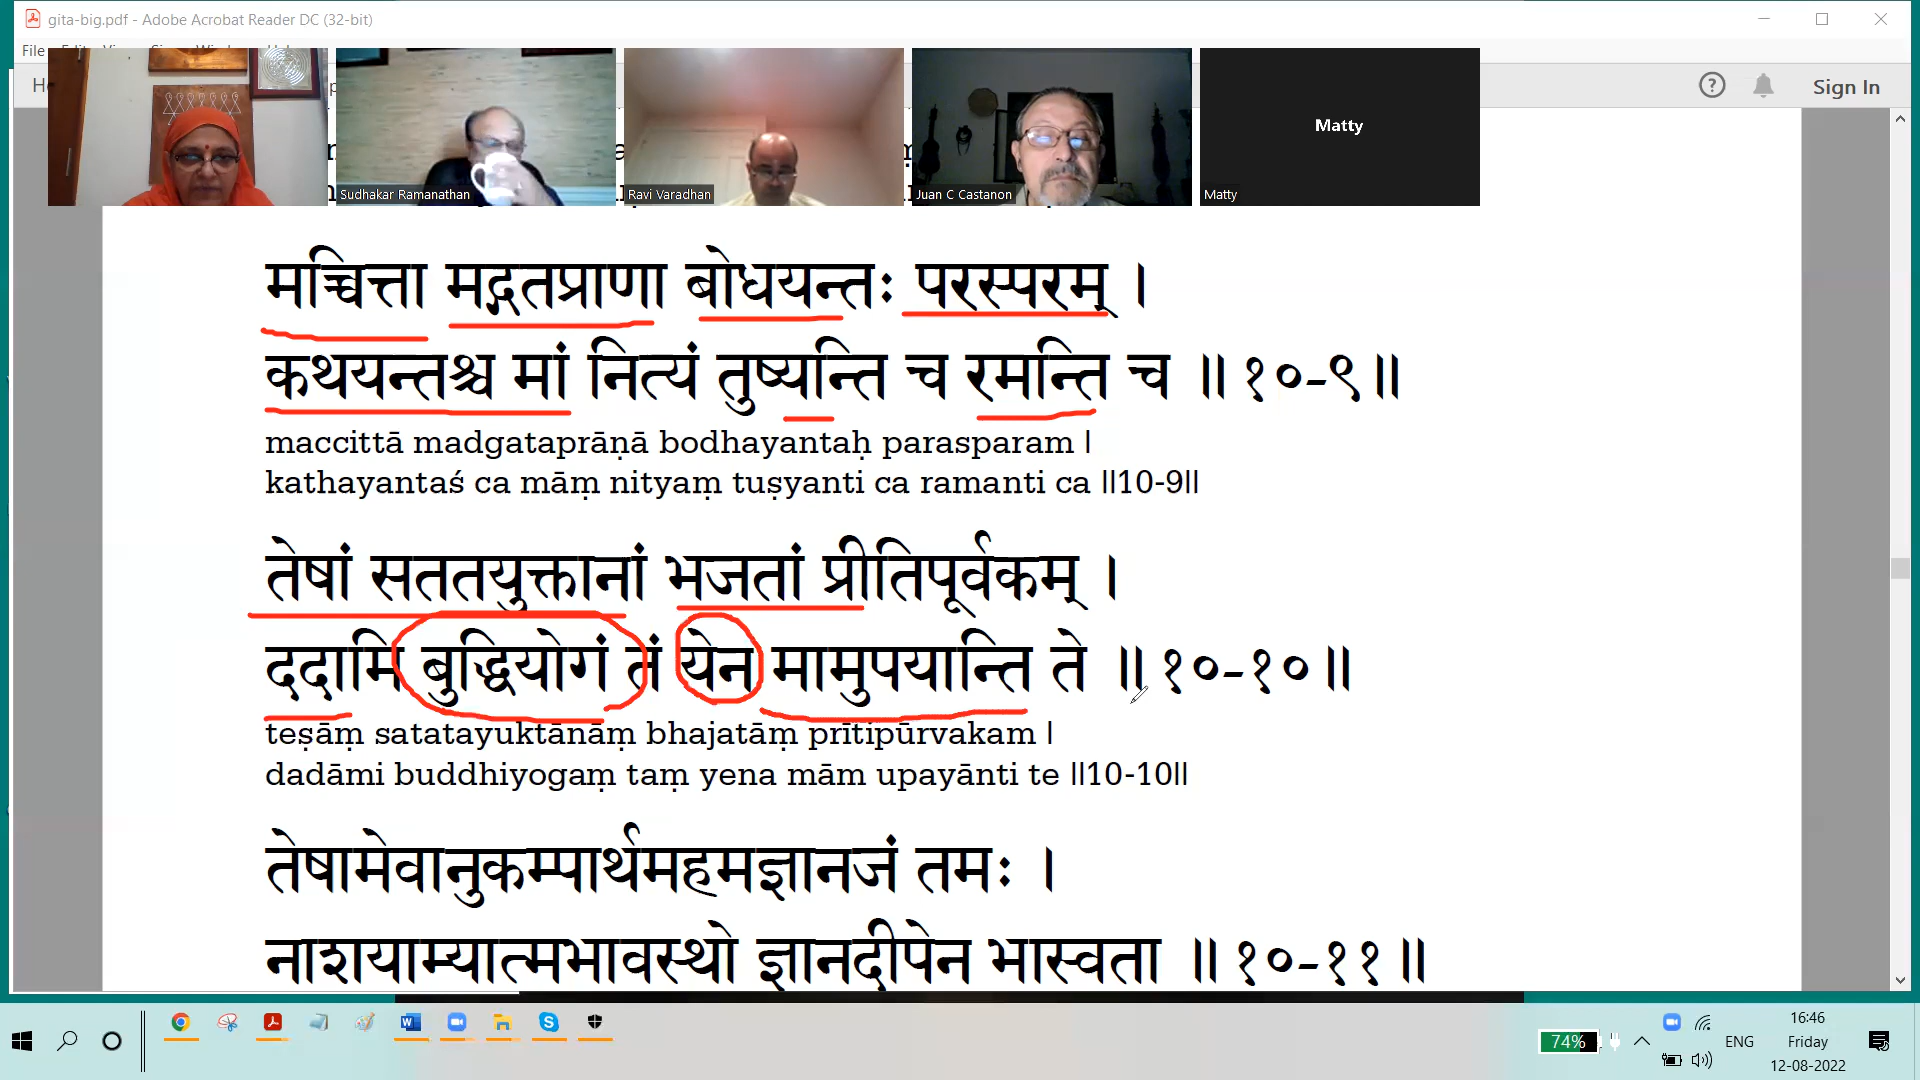 gita-big.pdf - Adobe Acrobat Reader DC (32-bit)
File
Sign In
Sudhakar Ramanathan
Ravi Varadhan
Juan C Castanon
Matty
Matty
मच्चित्ता मद्गतप्राणा बोधयन्तः परस्परम् ।
कथयन्तश्च मां नित्यं तुष्यन्ति च रमन्ति च ॥ १०-९॥
maccittā madgataprāṇā bodhayantaḥ parasparam |
kathayantaś ca māṃ nityaṃ tuṣyanti ca ramanti ca ||10-9||
तेषां सततयुक्तानां भजतां प्रीतिपूर्वकम् ।
ददामि बुद्धियोगं तं येन मामुपयान्ति ते ॥ १०-१०॥
teṣāṃ satatayuktānāṃ bhajatāṃ prītipūrvakam |
dadāmi buddhiyogaṃ taṃ yena mām upayānti te ||10-10||
तेषामेवानुकम्पार्थमहमज्ञानजं तमः ।
नाशयाम्यात्मभावस्थो ज्ञानदीपेन भास्वता ॥ १०-११॥
74%
ENG
16:46
Friday
12-08-2022